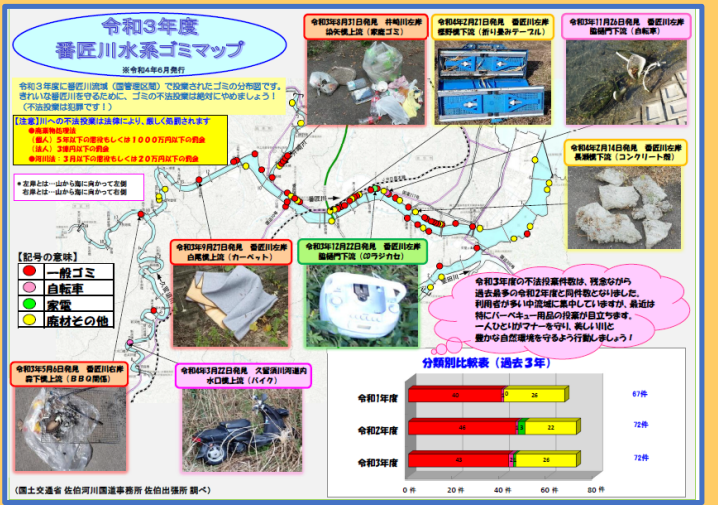 令和３年度
番匠川水系ゴミマップ
※令和４年６月発行
令和３年度に番匠川流域（国管理区間）で投棄されたゴミの分布図です。
きれいな番匠川を守るために、ゴミの不法投棄は絶対にやめましょう！
（不法投棄は犯罪です！）
【注意】川への不法投棄は法律により、厳しく処罰されます
●廃棄物処理法
（個人）５年以下の懲役もしくは１０００万円以下の罰金
（法人）３億円以下の罰金
●河川法：３月以下の懲役もしくは２０万円以下の罰金
●左岸とは…山から海に向かって左側
右岸とは…山から海に向かって右側
令和3年8月31日発見 井崎川左岸
染矢橋上流（家庭ゴミ）
令和4年2月21日発見 番匠川右岸
樫野橋下流（折り畳みテーブル）
令和3年11月26日発見 番匠川右岸
脇樋門下流（自転車）
令和4年2月14日発見 番匠川右岸
長瀬橋下流（コンクリート殻）
番匠川
令和3年9月27日発見 番匠川左岸
白尾橋上流（カーペット）
令和3年12月22日発見 番匠川右岸
脇樋門下流（CDラジカセ）
【記号の意味】
一般ゴミ
自転車
家電
廃材その他
令和３年度の不法投棄件数は、残念ながら
過去最多の令和２年度と同件数となりました。
利用者が多い中流域に集中していますが、最近は
特にバーベキュー用品の投棄が目立ちます。
一人ひとりがマナーを守り、美しい川と
豊かな自然環境を守るよう行動しましょう！
令和3年5月6日発見 番匠川右岸
森下橋上流（ＢＢＱ関係）
令和4年3月22日発見 久留須川河道内
水口橋上流（バイク）
分類別比較表（過去３年）
令和1年度 40 1 0 26 67件
令和2年度 46 1 3 22 72件
令和3年度 43 2 1 26 72件
0 件 20 件 40 件 60 件 80 件
（国土交通省 佐伯河川国道事務所 佐伯出張所 調べ）